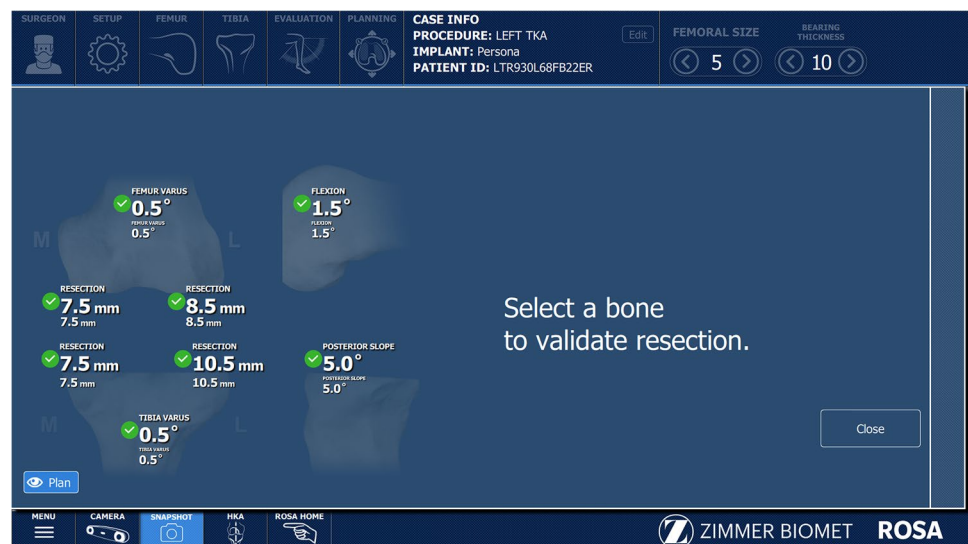 SURGEON
SETUP
FEMUR
TIBIA
EVALUATION
PLANNING
CASE INFO
PROCEDURE: LEFT TKA
IMPLANT: Persona
PATIENT ID: LTR930L68FB22ER
Edit
FEMORAL SIZE
5
BEARING
THICKNESS
10
FEMUR VARUS
0.5°
FEMUR VARUS
0.5°
FLEXION
1.5°
FLEXION
1.5°
M
L
RESECTION
7.5 mm
7.5 mm
RESECTION
8.5 mm
8.5 mm
RESECTION
7.5 mm
7.5 mm
RESECTION
10.5 mm
10.5 mm
POSTERIOR SLOPE
5.0°
POSTERIOR SLOPE
5.0°
M
L
TIBIA VARUS
0.5°
TIBIA VARUS
0.5°
Select a bone
to validate resection.
Close
Plan
MENU
CAMERA
SNAPSHOT
HKA
ROSA HOME
Z ZIMMER BIOMET
ROSA